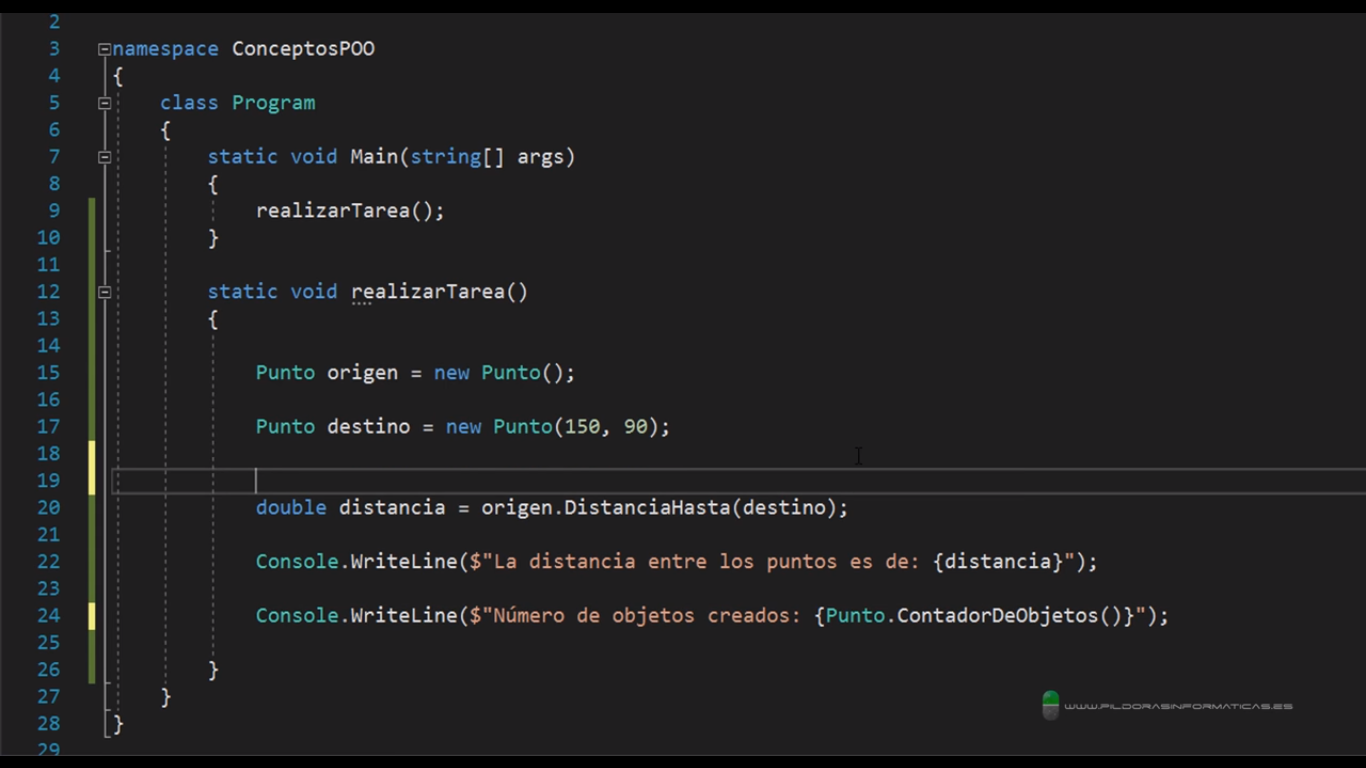 2
3 namespace ConceptosPOO
4 {
5 class Program
6 {
7 static void Main(string[] args)
8 {
9 realizarTarea();
10 }
11
12 static void realizarTarea()
13 {
14
15 Punto origen = new Punto();
16
17 Punto destino = new Punto(150, 90);
18
19
20 double distancia = origen.DistanciaHasta(destino);
21
22 Console.WriteLine($"La distancia entre los puntos es de: {distancia}");
23
24 Console.WriteLine($"Número de objetos creados: {Punto.ContadorDeObjetos()}");
25
26 }
27 }
28 }
29
WWW.PILDORASINFORMATICAS.ES